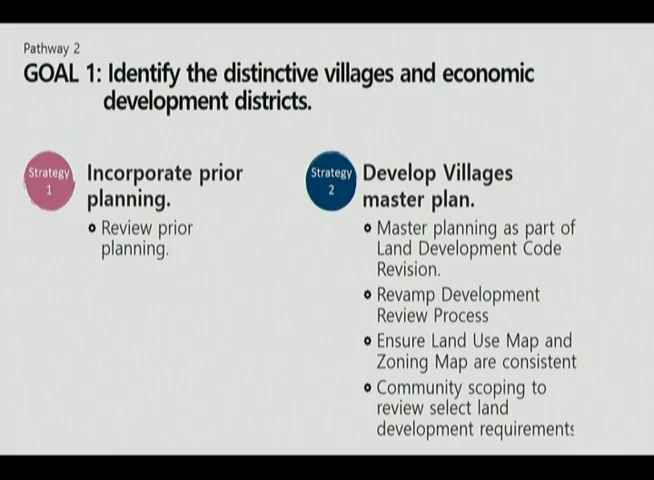 Pathway 2
GOAL 1: Identify the distinctive villages and economic
development districts.
Strategy
1
Incorporate prior
planning.
Review prior
planning.
Strategy
2
Develop Villages
master plan.
Master planning as part of
Land Development Code
Revision.
Revamp Development
Review Process
Ensure Land Use Map and
Zoning Map are consistent
Community scoping to
review select land
development requirements